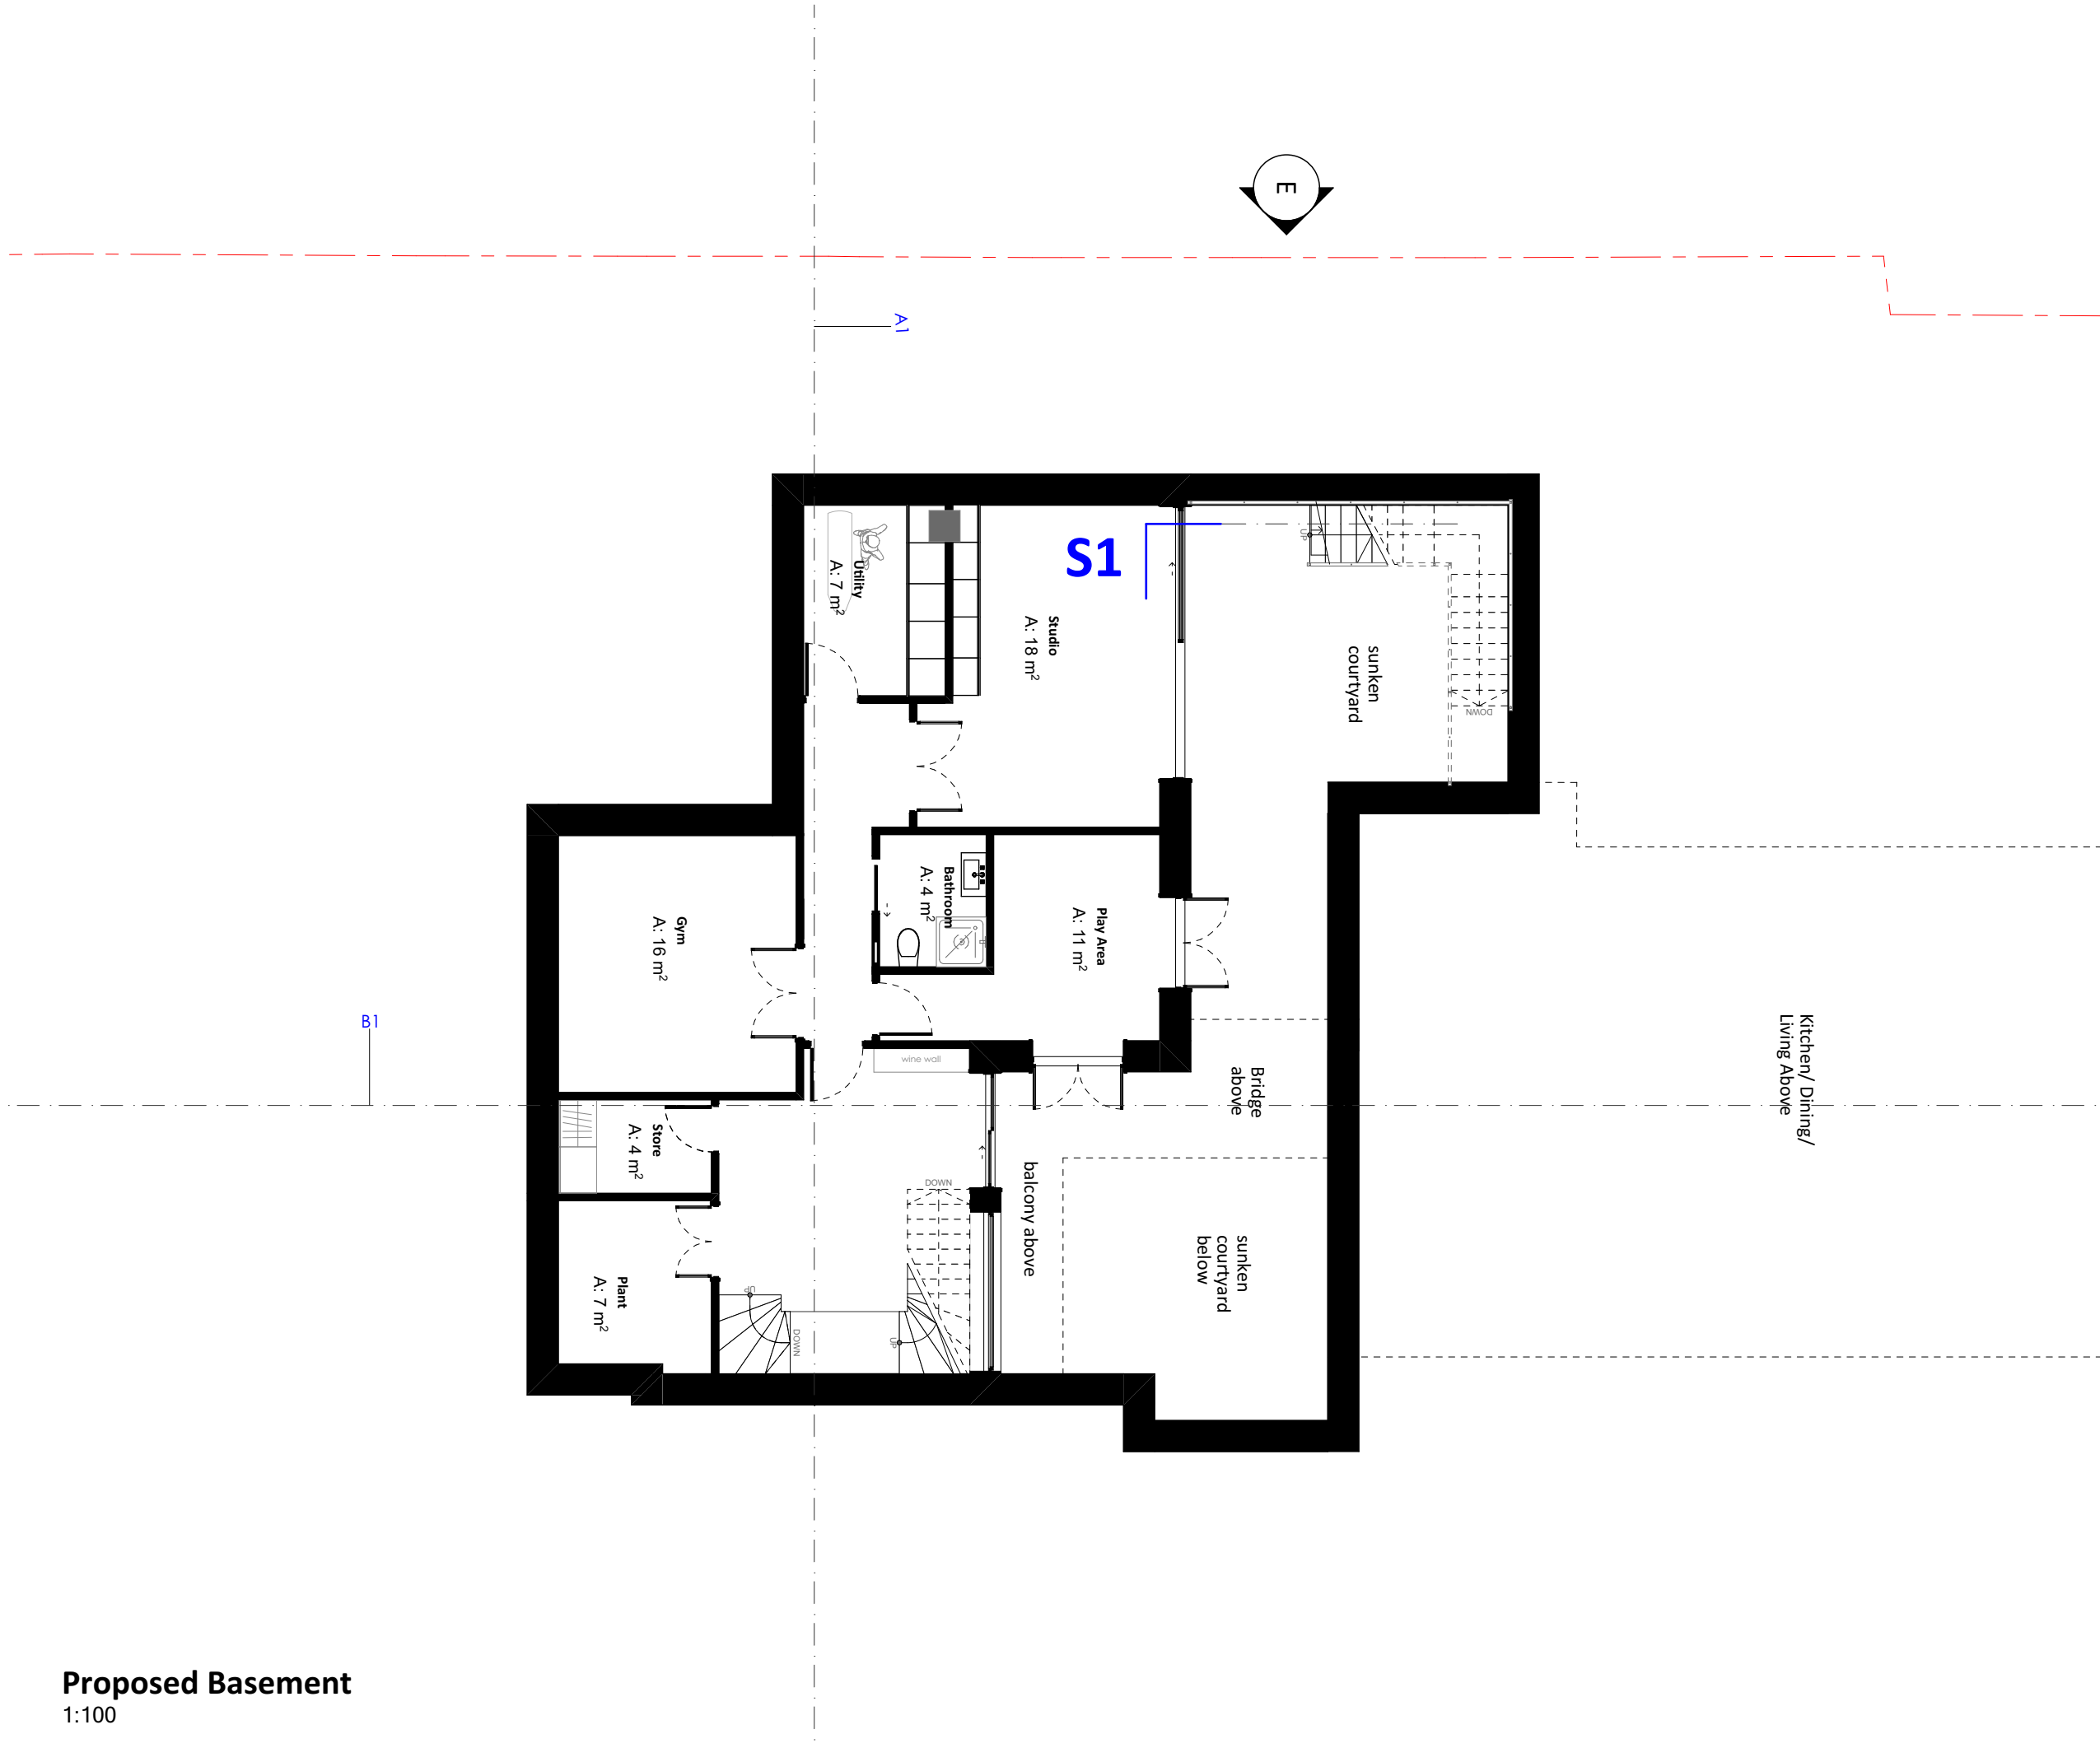 E
A1
S1
UP
Utility
A: 7 m²
Studio
A: 18 m²
sunken
courtyard
DOWN
Bathroom
A: 4 m²
Play Area
A: 11 m²
Gym
A: 16 m²
B1
wine wall
Kitchen/ Dining/
Living Above
Bridge
above
Store
A: 4 m²
DOWN
balcony above
sunken
courtyard
below
Plant
A: 7 m²
UP
DOWN
UP
Proposed Basement
1:100